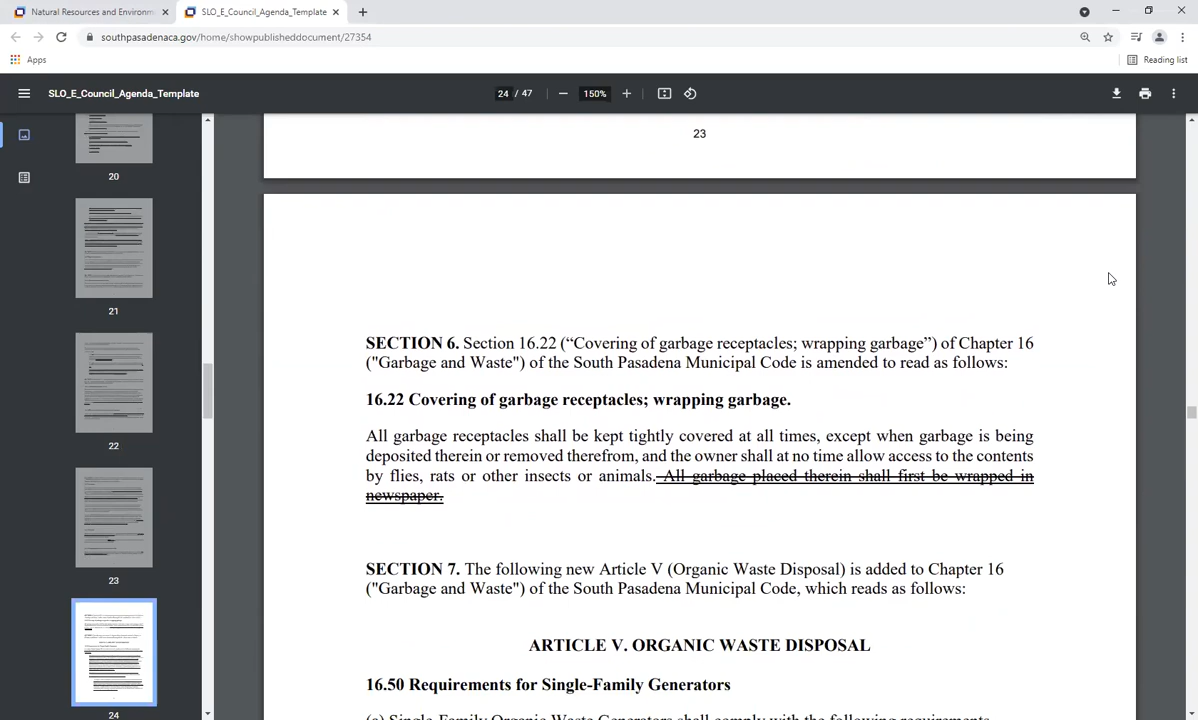 Natural Resources and Environm
SLO_E_Council_Agenda_Template
southpasadenaca.gov/home/showpublisheddocument/27354
Apps
Reading list
SLO_E_Council_Agenda_Template
24 / 47
150%
20
21
22
23
24
23
SECTION 6. Section 16.22 (“Covering of garbage receptacles; wrapping garbage”) of Chapter 16
("Garbage and Waste") of the South Pasadena Municipal Code is amended to read as follows:
16.22 Covering of garbage receptacles; wrapping garbage.
All garbage receptacles shall be kept tightly covered at all times, except when garbage is being
deposited therein or removed therefrom, and the owner shall at no time allow access to the contents
by flies, rats or other insects or animals. All garbage placed therein shall first be wrapped in
newspaper.
SECTION 7. The following new Article V (Organic Waste Disposal) is added to Chapter 16
("Garbage and Waste") of the South Pasadena Municipal Code, which reads as follows:
ARTICLE V. ORGANIC WASTE DISPOSAL
16.50 Requirements for Single-Family Generators
(a) Single-Family Organic Waste Generators shall comply with the following requirements